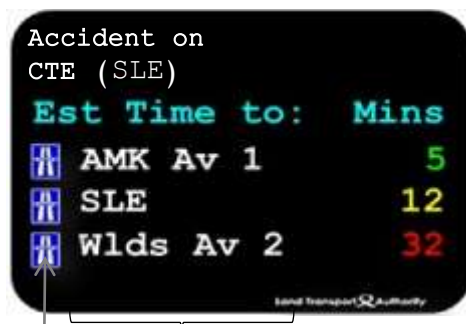 Accident on
CTE (SLE)
Est Time to: Mins
AMK Av 1 5
SLE 12
Wlds Av 2 32
Land Transport Authority